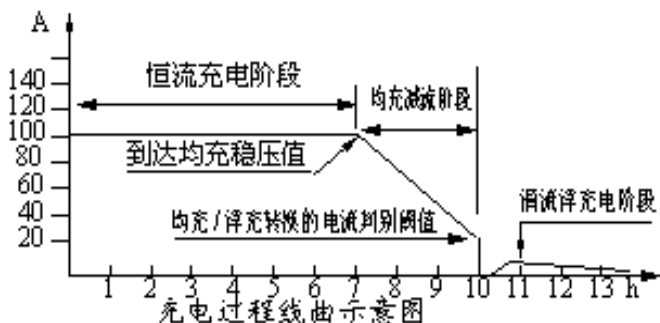 A
140
120
100
80
60
40
20
恒流充电阶段
均充减流阶段
到达均充稳压值
均充/浮充转换的电流判别阈值
涓流浮充电阶段
1 2 3 4 5 6 7 8 9 10 11 12 13 h
充电过程线曲示意图